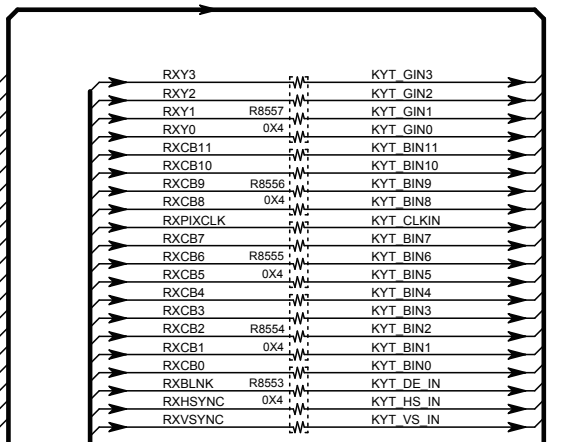 RXY3 KYT_GIN3
RXY2 KYT_GIN2
RXY1 R8557 KYT_GIN1
RXY0 0X4 KYT_GIN0
RXCB11 KYT_BIN11
RXCB10 KYT_BIN10
RXCB9 R8556 KYT_BIN9
RXCB8 0X4 KYT_BIN8
RXPIXCLK KYT_CLKIN
RXCB7 KYT_BIN7
RXCB6 R8555 KYT_BIN6
RXCB5 0X4 KYT_BIN5
RXCB4 KYT_BIN4
RXCB3 KYT_BIN3
RXCB2 R8554 KYT_BIN2
RXCB1 0X4 KYT_BIN1
RXCB0 KYT_BIN0
RXBLNK R8553 KYT_DE_IN
RXHSYNC 0X4 KYT_HS_IN
RXVSYNC KYT_VS_IN